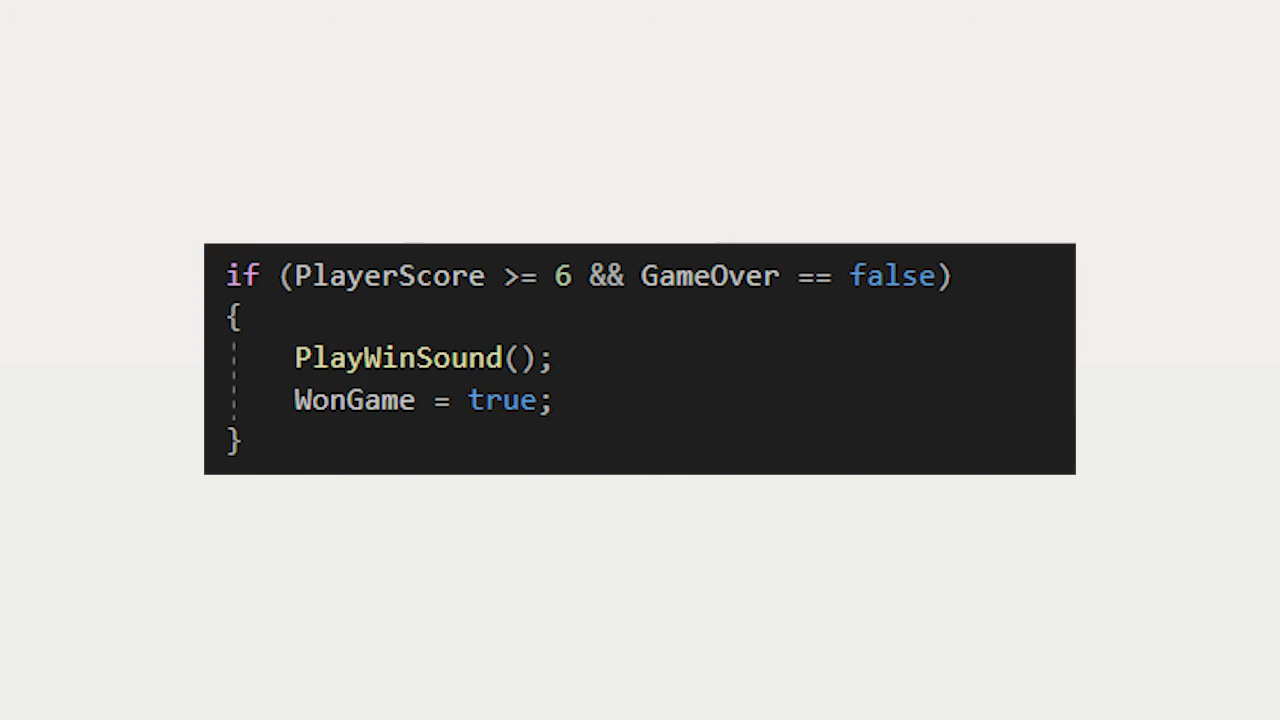 if (PlayerScore >= 6 && GameOver == false)
{
PlayWinSound();
WonGame = true;
}